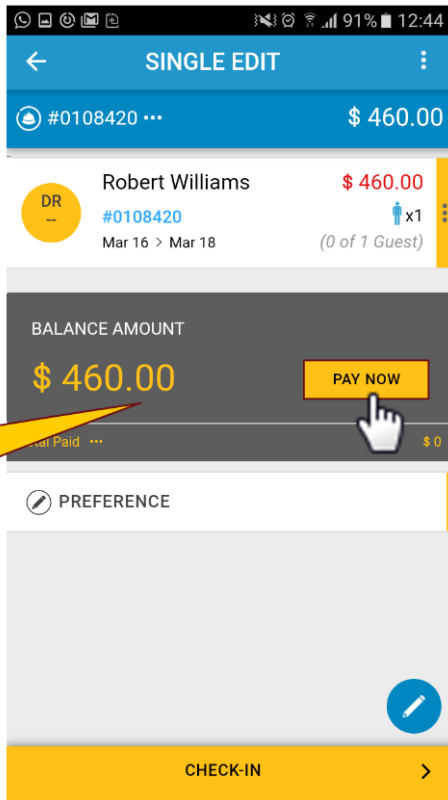 91% 12:44
SINGLE EDIT
#0108420 ••• $ 460.00
Robert Williams $ 460.00
DR
--
#0108420 x1
Mar 16 > Mar 18 (0 of 1 Guest)
BALANCE AMOUNT
$ 460.00 PAY NOW
Paid ••• $ 0
PREFERENCE
CHECK-IN >